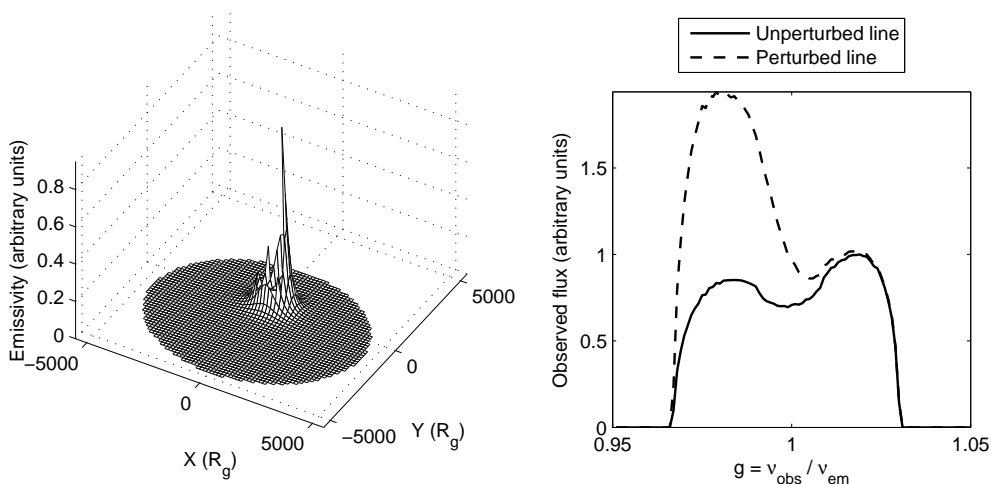 Emissivity (arbitrary units)
0.8
0.6
0.4
0.2
0
−5000
0
5000
X (R_g)
−5000
0
5000
Y (R_g)
Unperturbed line
Perturbed line
Observed flux (arbitrary units)
1.5
1
0.5
0
0.95
1
1.05
g = ν_obs / ν_em